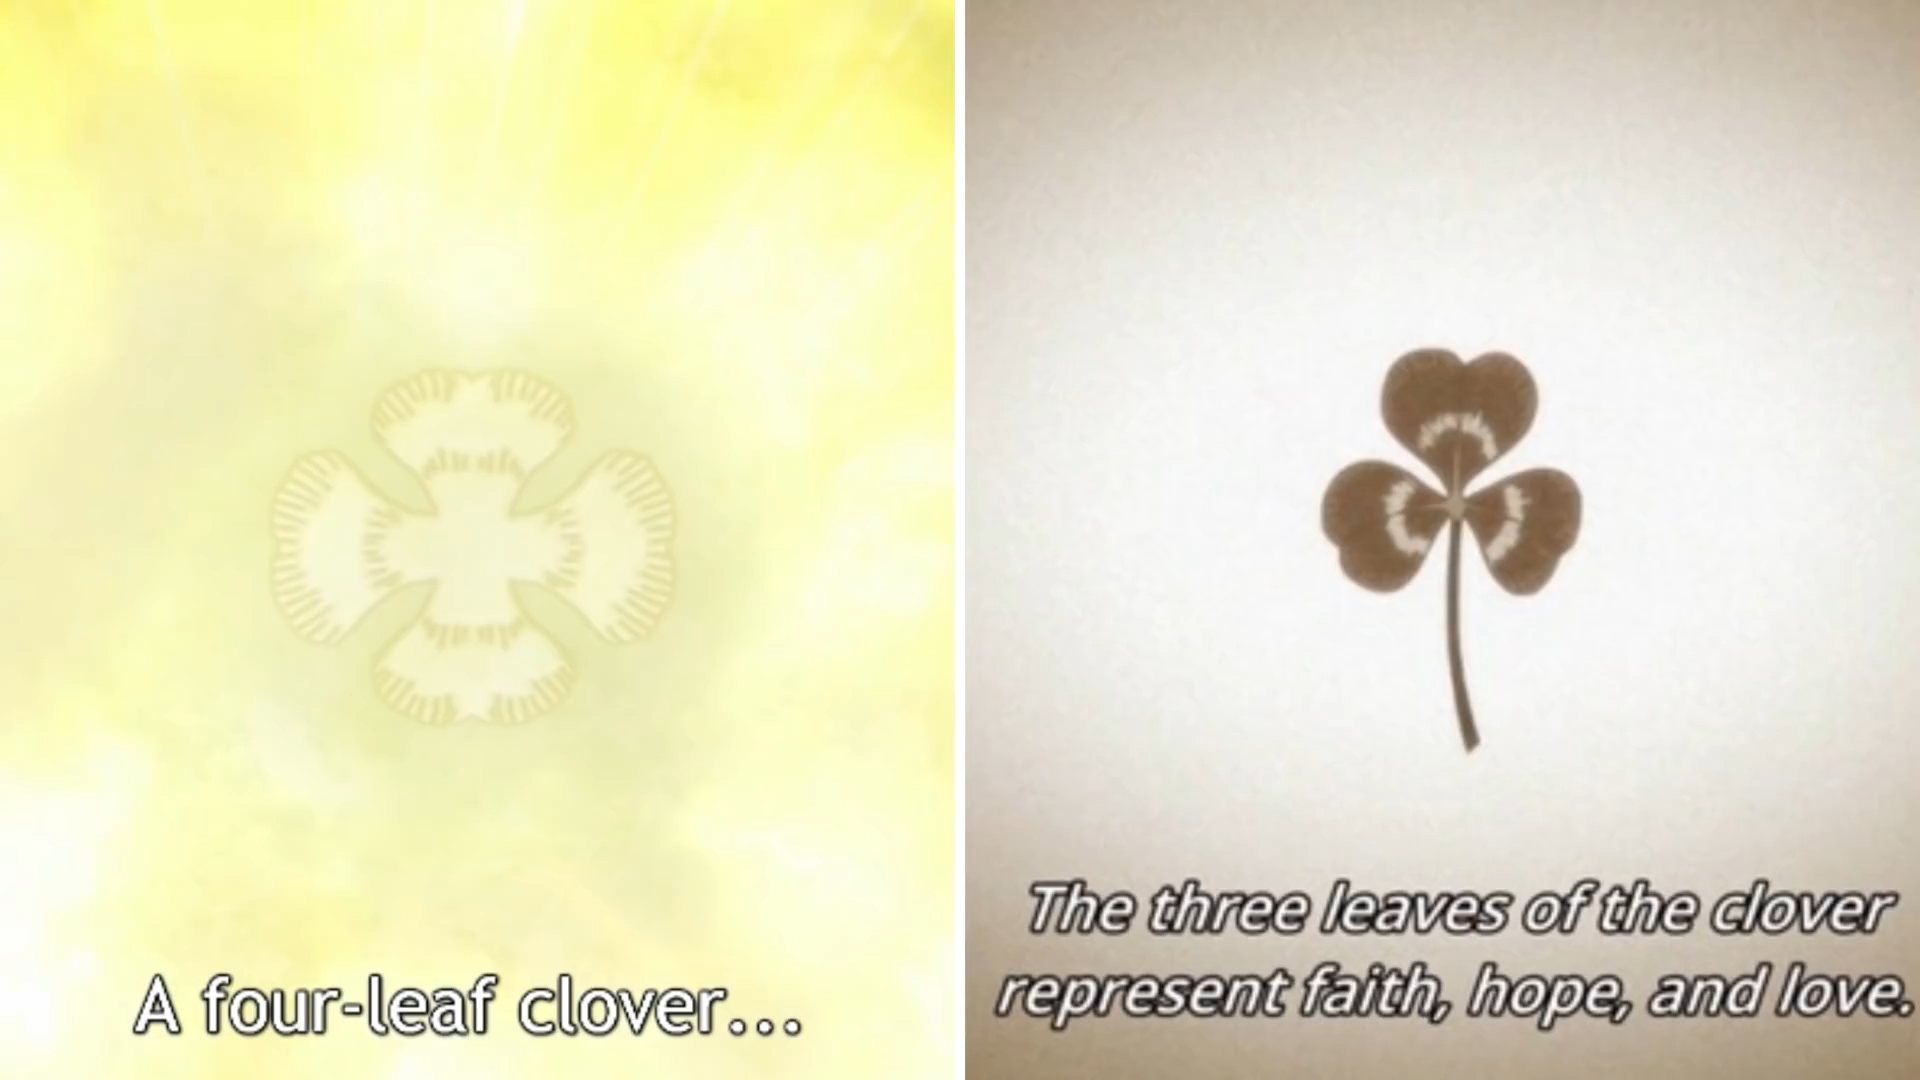 A four-leaf clover...
The three leaves of the clover
represent faith, hope, and love.